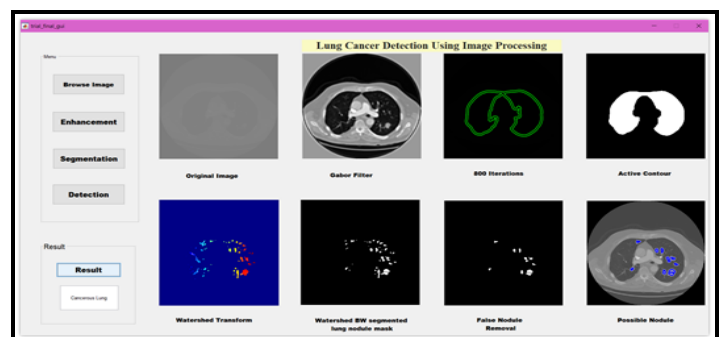 trial_final_gui
Lung Cancer Detection Using Image Processing
Menu
Browse Image
Enhancement
Segmentation
Detection
Original Image
Gabor Filter
800 Iterations
Active Contour
Result
Result
Cancerous Lung
Watershed Transform
Watershed BW segmented
lung nodule mask
False Nodule
Removal
Possible Nodule